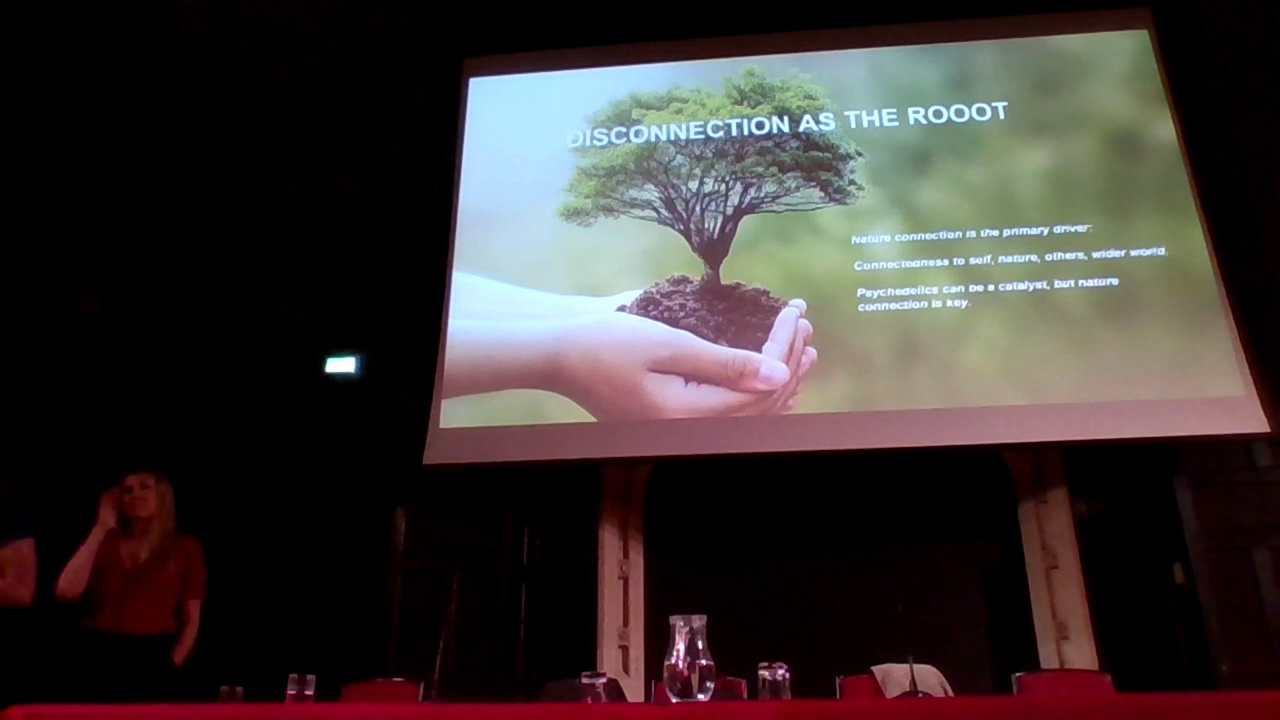 DISCONNECTION AS THE ROOOT
Nature connection is the primary driver.
Connectedness to self, nature, others, wider world.
Psychedelics can be a catalyst, but nature
connection is key.